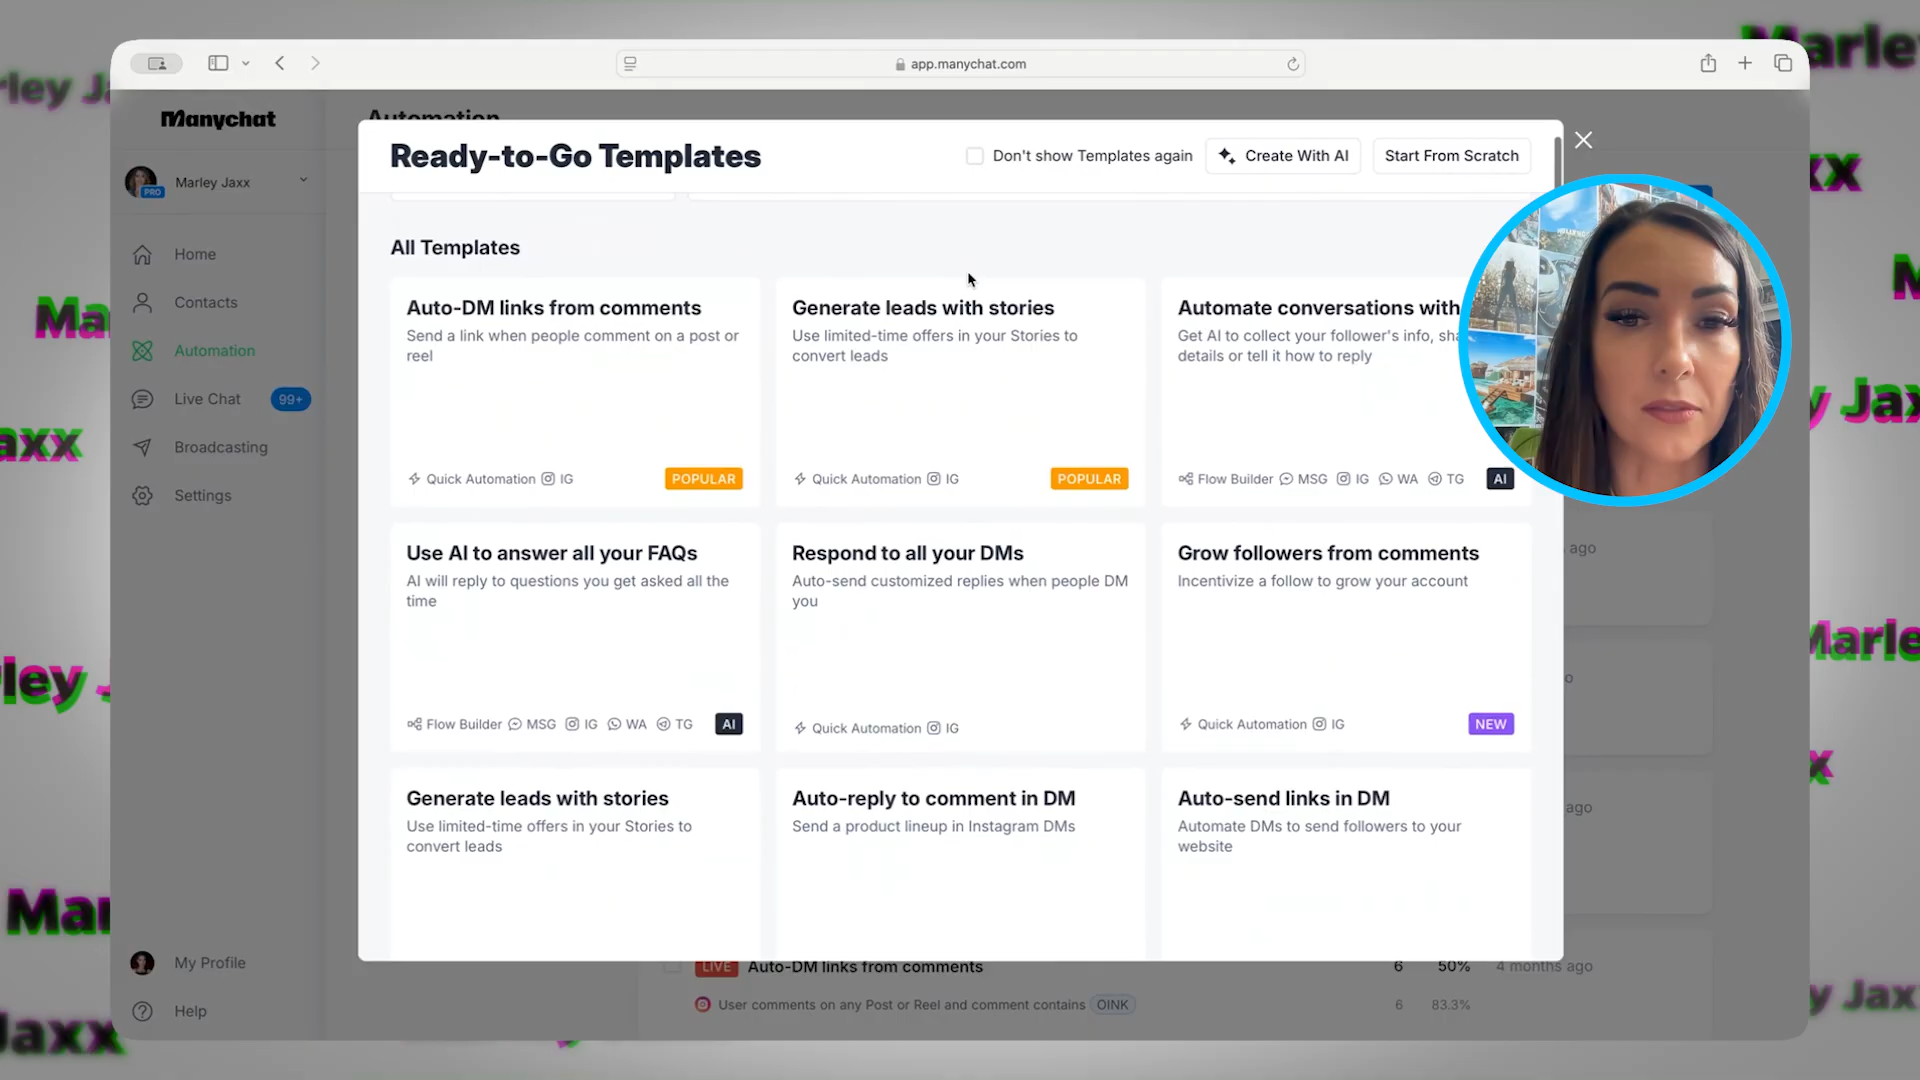 app.manychat.com
Manychat
Automation
Marley Jaxx
PRO
Home
Contacts
Automation
Live Chat 99+
Broadcasting
Settings
My Profile
Help
Ready-to-Go Templates
Don't show Templates again
Create With AI
Start From Scratch
All Templates
Auto-DM links from comments
Send a link when people comment on a post or
reel
Quick Automation IG POPULAR
Generate leads with stories
Use limited-time offers in your Stories to
convert leads
Quick Automation IG POPULAR
Automate conversations with
Get AI to collect your follower's info, sha
details or tell it how to reply
Flow Builder MSG IG WA TG AI
Use AI to answer all your FAQs
AI will reply to questions you get asked all the
time
Flow Builder MSG IG WA TG AI
Respond to all your DMs
Auto-send customized replies when people DM
you
Quick Automation IG
Grow followers from comments
Incentivize a follow to grow your account
Quick Automation IG NEW
Generate leads with stories
Use limited-time offers in your Stories to
convert leads
Auto-reply to comment in DM
Send a product lineup in Instagram DMs
Auto-send links in DM
Automate DMs to send followers to your
website
ago
ago
LIVE Auto-DM links from comments 6 50% 4 months ago
User comments on any Post or Reel and comment contains OINK 6 83.3%